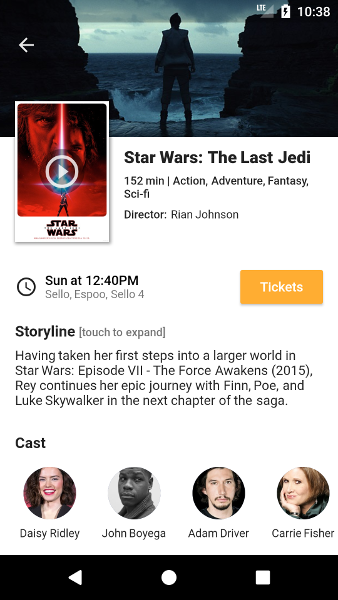 LTE 10:38
STAR
WARS
Star Wars: The Last Jedi
152 min | Action, Adventure, Fantasy,
Sci-fi
Director: Rian Johnson
Sun at 12:40PM
Sello, Espoo, Sello 4
Tickets
Storyline [touch to expand]
Having taken her first steps into a larger world in
Star Wars: Episode VII - The Force Awakens (2015),
Rey continues her epic journey with Finn, Poe, and
Luke Skywalker in the next chapter of the saga.
Cast
Daisy Ridley
John Boyega
Adam Driver
Carrie Fisher